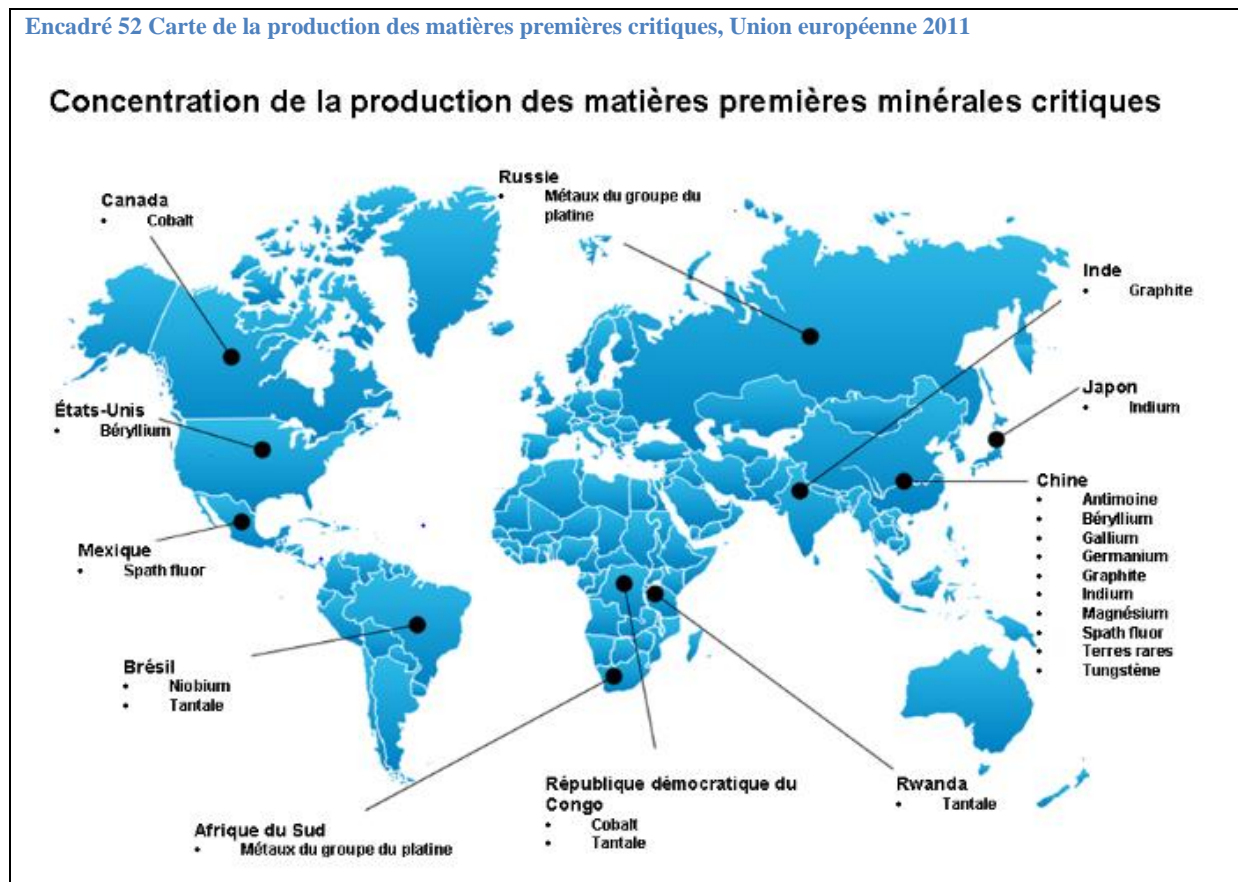 Encadré 52 Carte de la production des matières premières critiques, Union européenne 2011
Concentration de la production des matières premières minérales critiques
Canada
• Cobalt
Russie
• Métaux du groupe du
platine
Inde
• Graphite
États-Unis
• Béryllium
Japon
• Indium
Mexique
• Spath fluor
Chine
• Antimoine
• Béryllium
• Gallium
• Germanium
• Graphite
• Indium
• Magnésium
• Spath fluor
• Terres rares
• Tungstène
Brésil
• Niobium
• Tantale
Afrique du Sud
• Métaux du groupe du platine
République démocratique du
Congo
• Cobalt
• Tantale
Rwanda
• Tantale